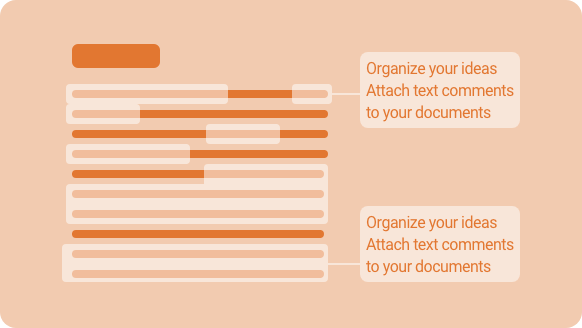 Organize your ideas
Attach text comments
to your documents
Organize your ideas
Attach text comments
to your documents